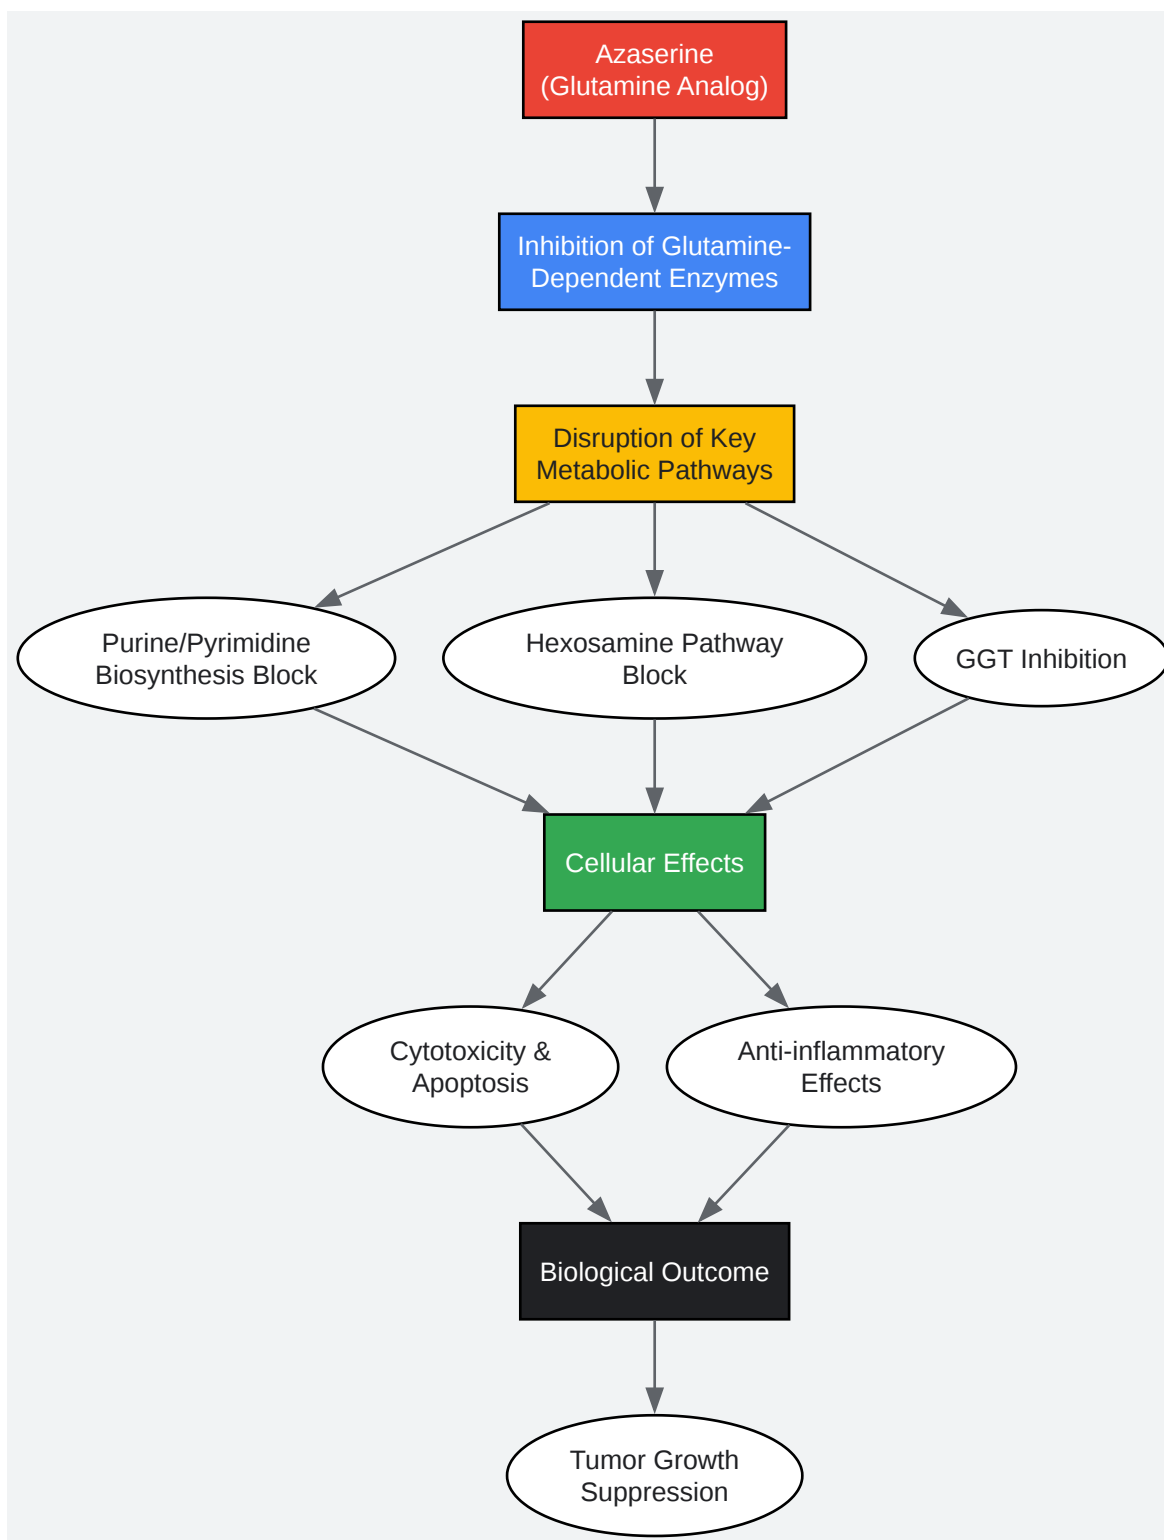 Azaserine
(Glutamine Analog)
Inhibition of Glutamine-
Dependent Enzymes
Disruption of Key
Metabolic Pathways
Purine/Pyrimidine
Biosynthesis Block
Hexosamine Pathway
Block
GGT Inhibition
Cellular Effects
Cytotoxicity &
Apoptosis
Anti-inflammatory
Effects
Biological Outcome
Tumor Growth
Suppression